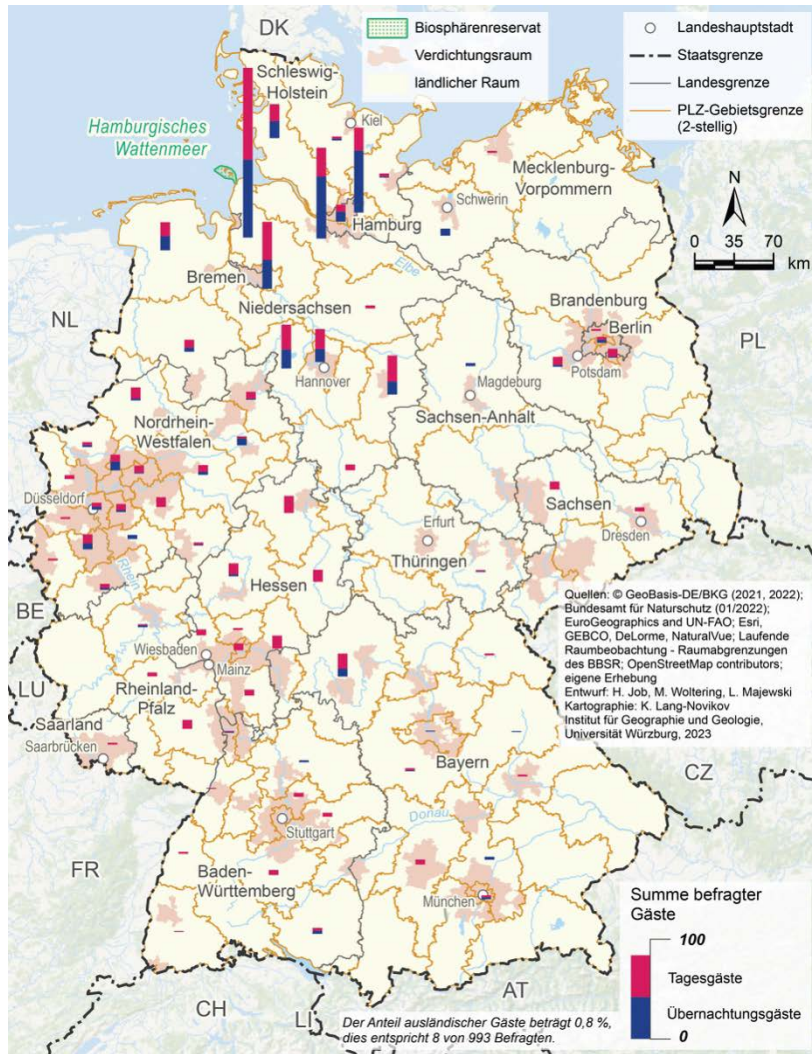 DK
Biosphärenreservat
Verdichtungsraum
ländlicher Raum
Landeshauptstadt
Staatsgrenze
Landesgrenze
PLZ-Gebietsgrenze
(2-stellig)
Schleswig-
Holstein
Kiel
Hamburgisches
Wattenmeer
Mecklenburg-
Vorpommern
Schwerin
Hamburg
N
0 35 70
km
Bremen
Elbe
Niedersachsen
NL
Brandenburg
Berlin
PL
Potsdam
Hannover
Magdeburg
Sachsen-Anhalt
Nordrhein-
Westfalen
Düsseldorf
Sachsen
Dresden
Erfurt
Thüringen
Rhein
Hessen
BE
Quellen: © GeoBasis-DE/BKG (2021, 2022);
Bundesamt für Naturschutz (01/2022);
EuroGeographics and UN-FAO; Esri,
GEBCO, DeLorme, NaturalVue; Laufende
Raumbeobachtung - Raumabgrenzungen
des BBSR; OpenStreetMap contributors;
eigene Erhebung
Entwurf: H. Job, M. Woltering, L. Majewski
Kartographie: K. Lang-Novikov
Institut für Geographie und Geologie,
Universität Würzburg, 2023
Wiesbaden
Mainz
LU
Rheinland-
Pfalz
Saarland
Saarbrücken
Bayern
CZ
Donau
Stuttgart
FR
Baden-
Württemberg
München
Summe befragter
Gäste
100
Tagesgäste
Übernachtungsgäste
0
CH
LI
AT
Der Anteil ausländischer Gäste beträgt 0,8 %,
dies entspricht 8 von 993 Befragten.